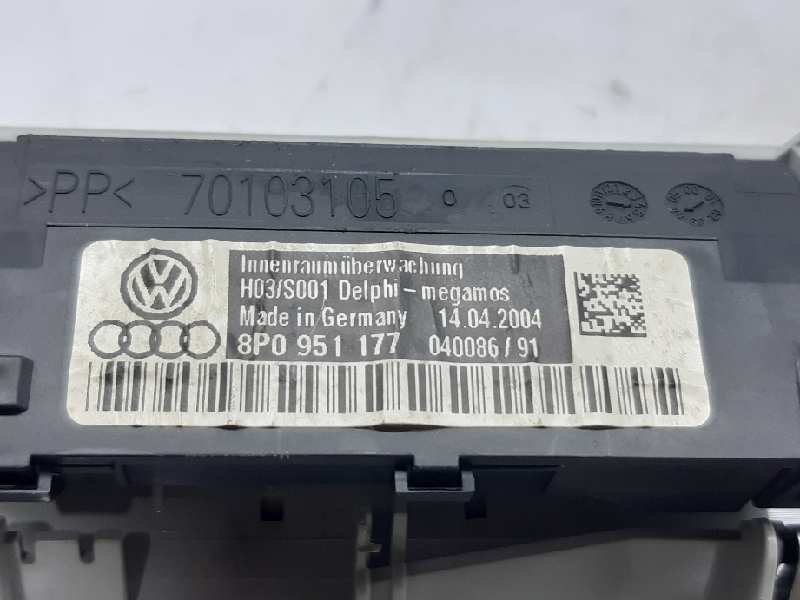 >PP< 70103105 0 03
Innenraumüberwachung
H03/S001 Delphi-megamos
Made in Germany 14.04.2004
8P0 951 177 040086/91